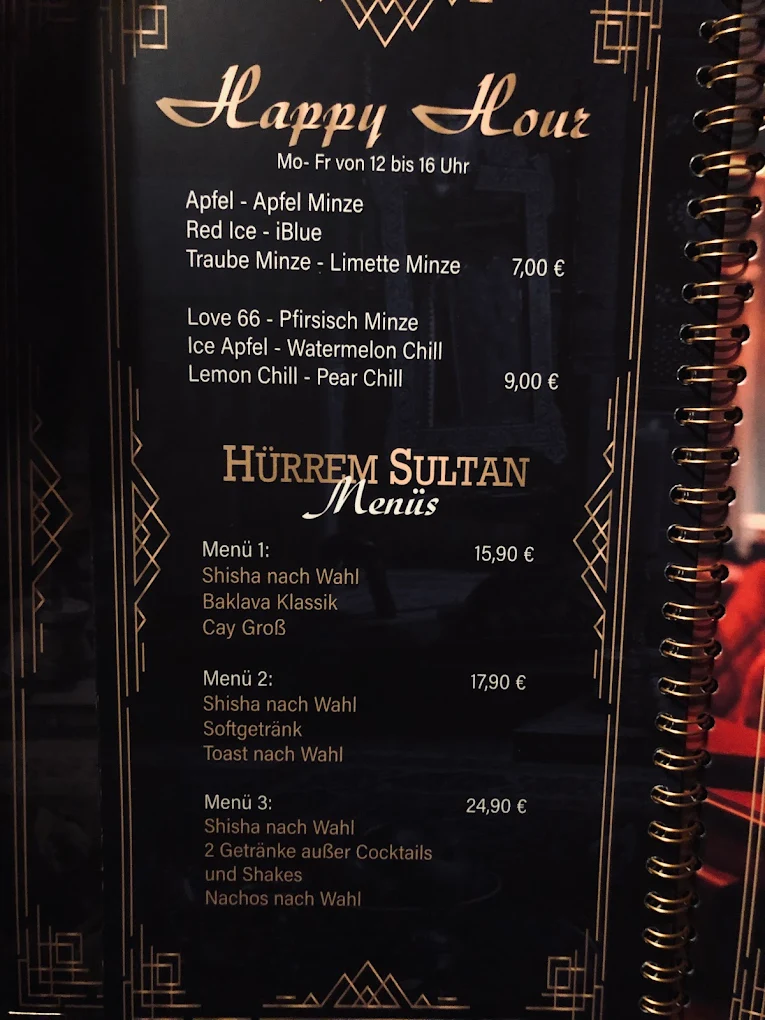 Happy Hour
Mo- Fr von 12 bis 16 Uhr
Apfel - Apfel Minze
Red Ice - iBlue
Traube Minze - Limette Minze 7,00 €
Love 66 - Pfirsisch Minze
Ice Apfel - Watermelon Chill
Lemon Chill - Pear Chill 9,00 €
HÜRREM SULTAN
Menüs
Menü 1: 15,90 €
Shisha nach Wahl
Baklava Klassik
Cay Groß
Menü 2: 17,90 €
Shisha nach Wahl
Softgetränk
Toast nach Wahl
Menü 3: 24,90 €
Shisha nach Wahl
2 Getränke außer Cocktails
und Shakes
Nachos nach Wahl